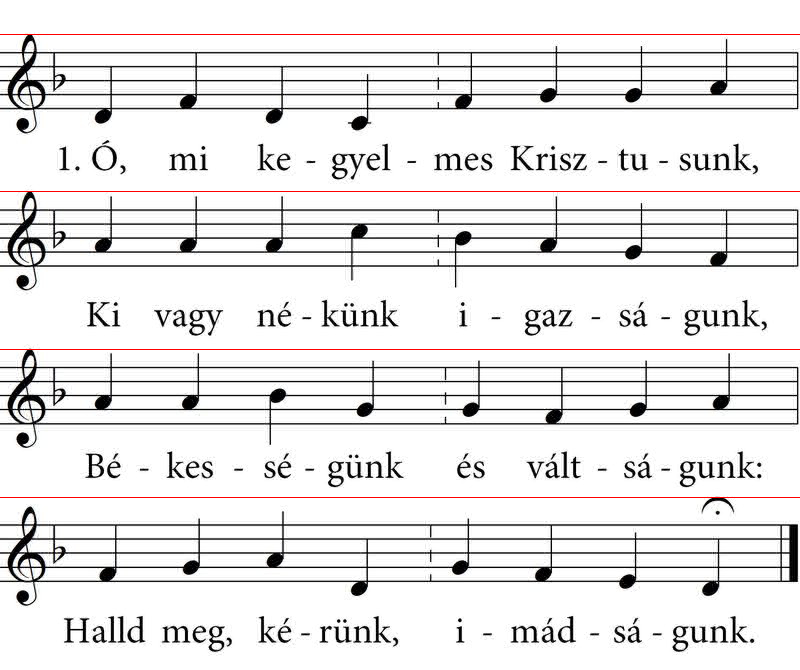 1. Ó, mi ke - gyel - mes Krisz - tu - sunk,
Ki vagy né - künk i - gaz - sá - gunk,
Bé - kes - sé - günk és vált - sá - gunk:
Halld meg, ké - rünk, i - mád - sá - gunk.